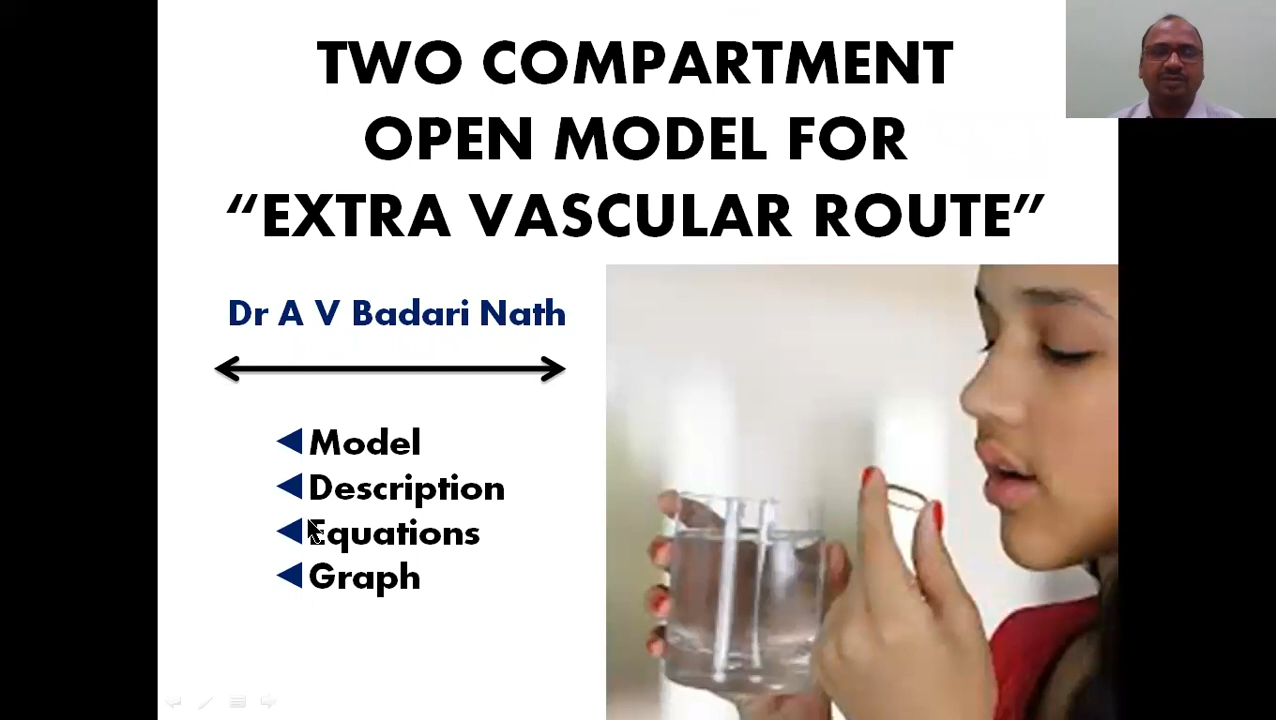 TWO COMPARTMENT
OPEN MODEL FOR
“EXTRA VASCULAR ROUTE”
Dr A V Badari Nath
Model
Description
Equations
Graph